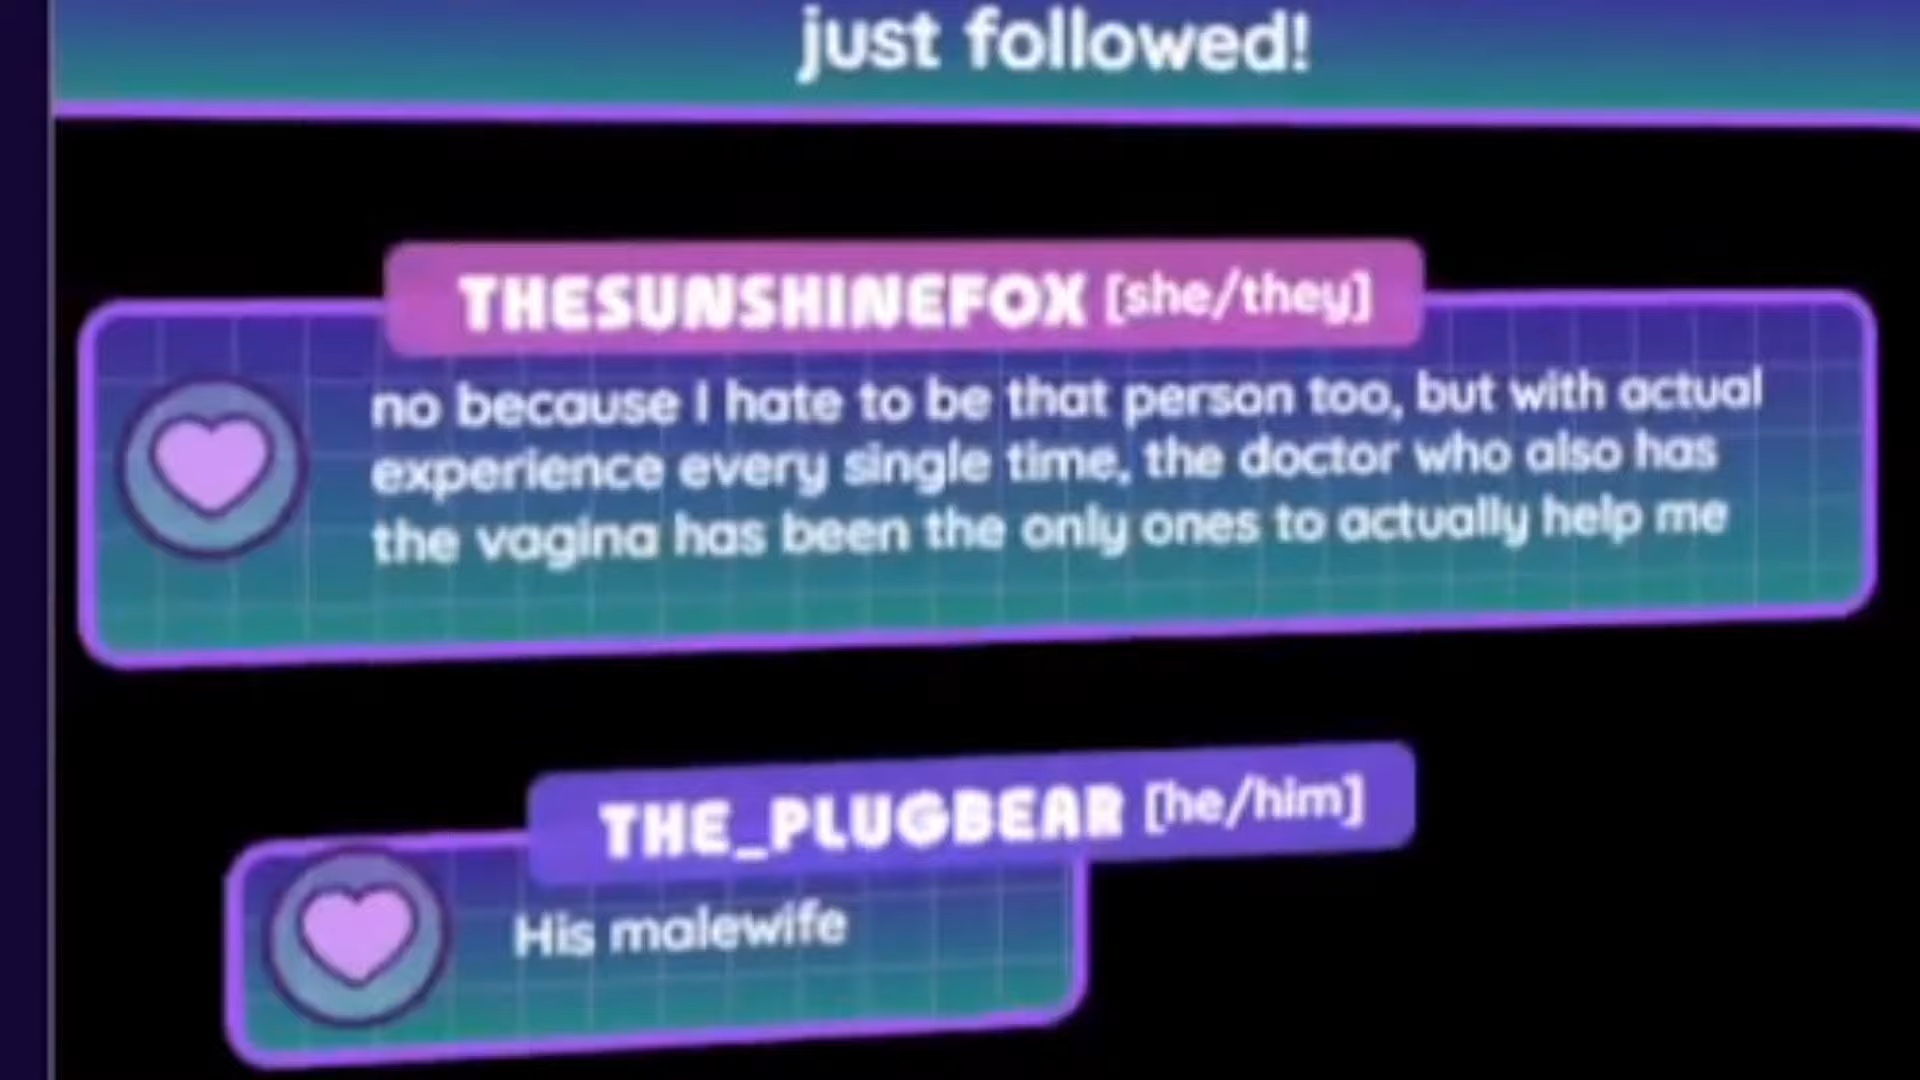 just followed!
THESUNSHINEFOX [she/they]
no because I hate to be that person too, but with actual
experience every single time, the doctor who also has
the vagina has been the only ones to actually help me
THE_PLUGBEAR [he/him]
His malewife